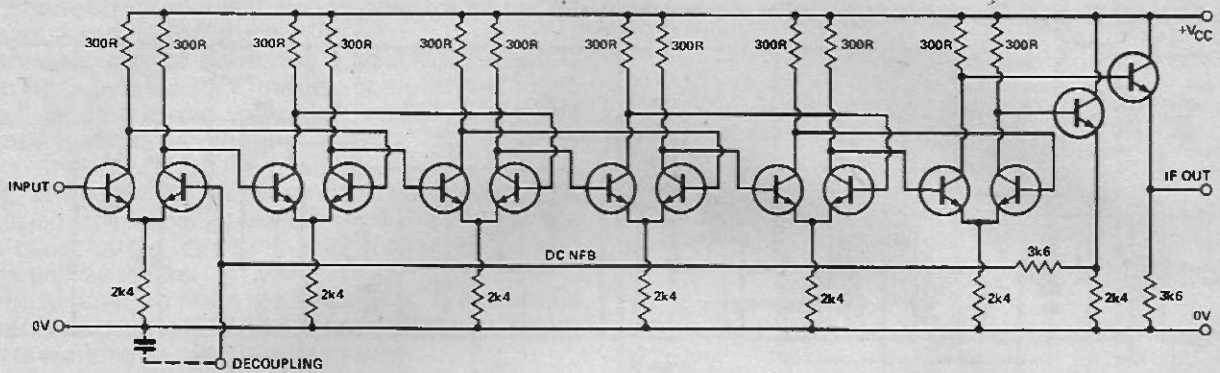 300R 300R 300R 300R 300R 300R 300R 300R 300R 300R 300R 300R
+VCC
INPUT
IF OUT
DC NFB
3k6
2k4 2k4 2k4 2k4 2k4 2k4 2k4 3k6
0V
0V
DECOUPLING